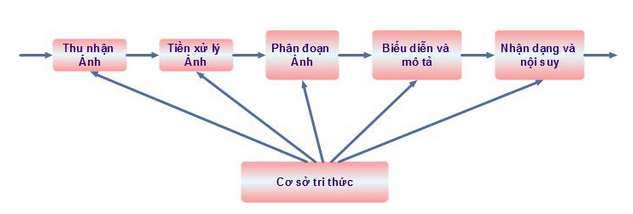 Thu nhận
Ảnh
Tiền xử lý
Ảnh
Phân đoạn
Ảnh
Biểu diễn và
mô tả
Nhận dạng và
nội suy
Cơ sở tri thức